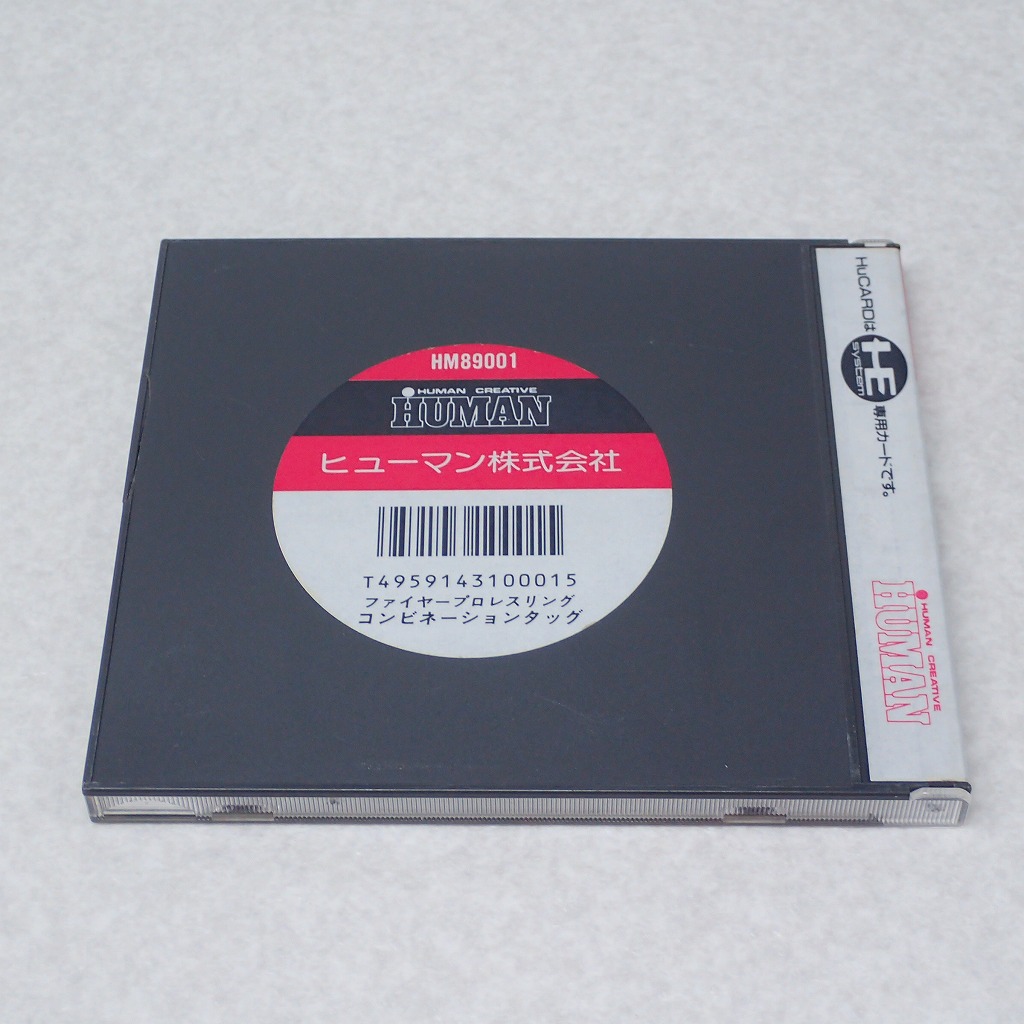 HM89001
HUMAN CREATIVE
HUMAN
ヒューマン株式会社
T4959143100015
ファイヤープロレスリング
コンビネーションタッグ
HuCARDは HE system 専用カードです。
HUMAN CREATIVE
HUMAN